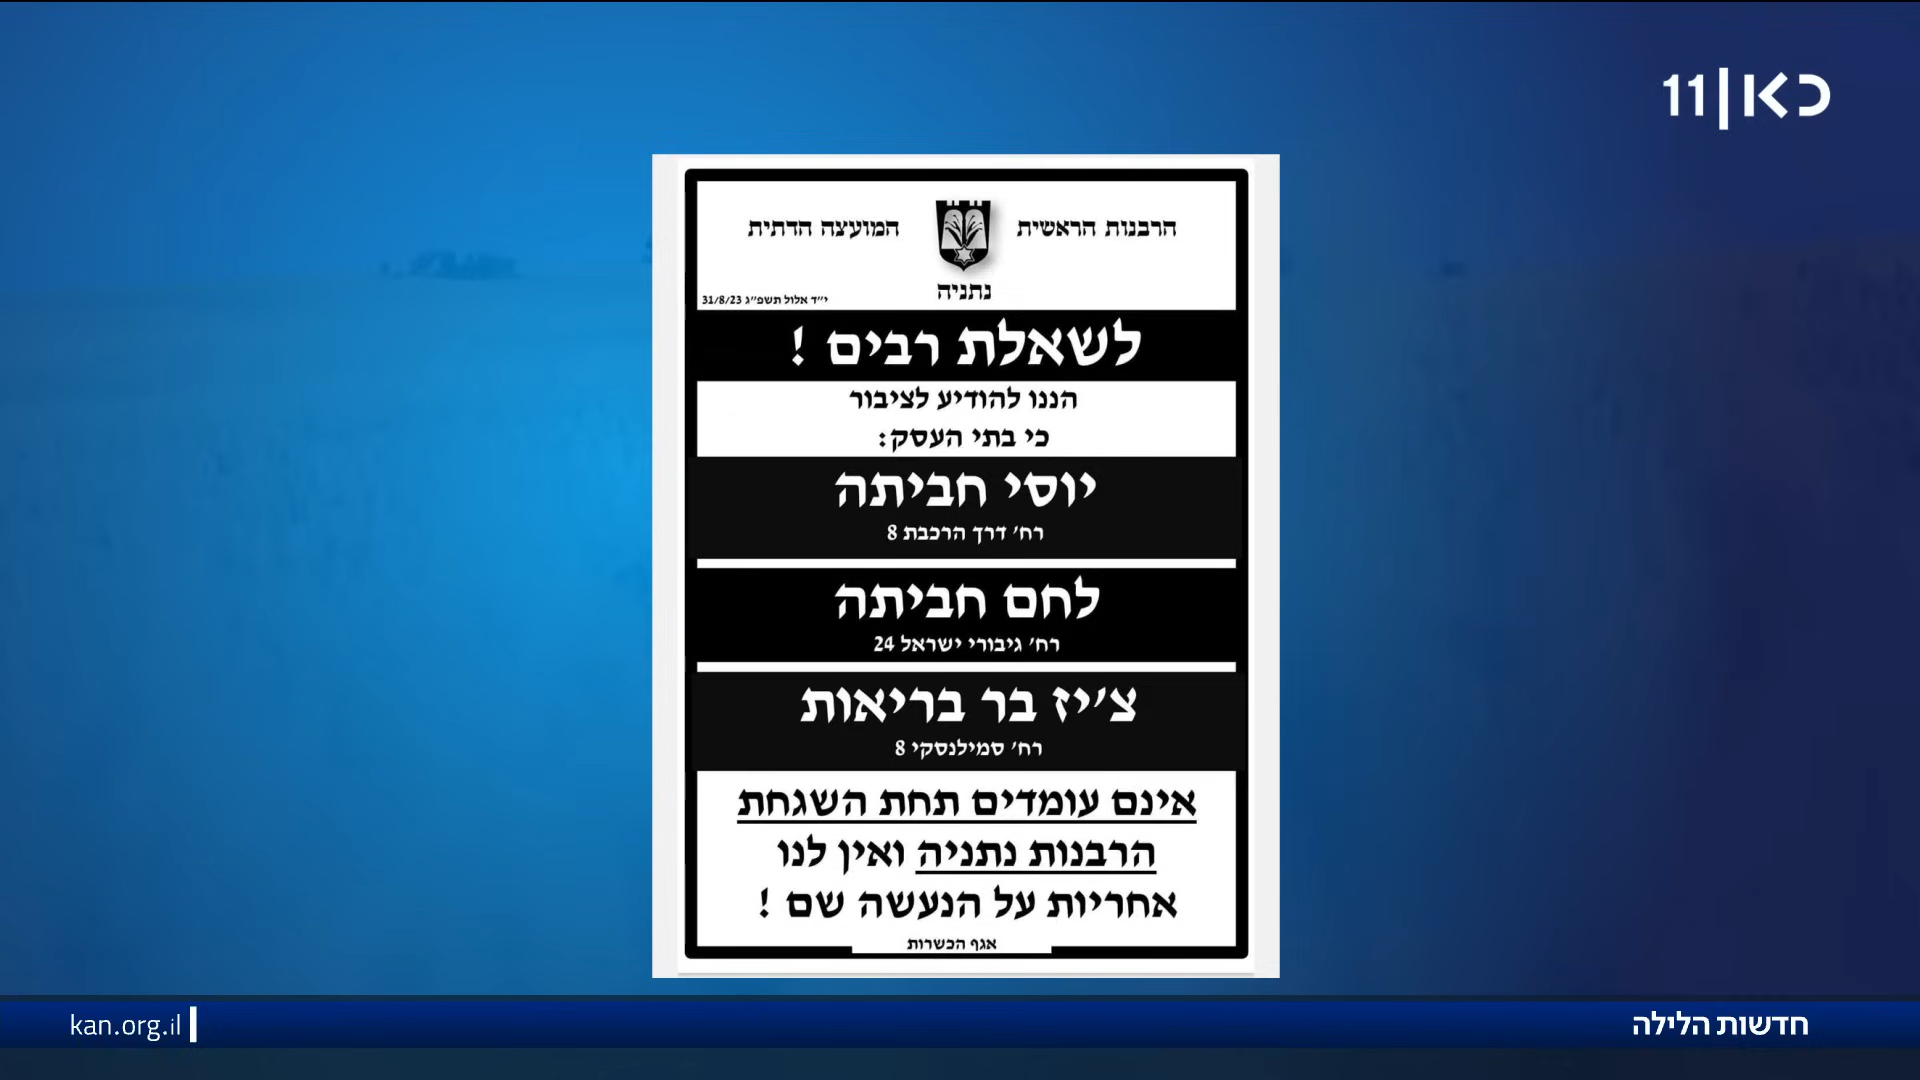 כאן|11
הרבנות הראשית
המועצה הדתית
נתניה
י״ד אלול תשפ״ג 31/8/23
לשאלת רבים !
הננו להודיע לציבור
כי בתי העסק:
יוסי חביתה
רח׳ דרך הרכבת 8
לחם חביתה
רח׳ גיבורי ישראל 24
צ׳יז בר בריאות
רח׳ סמילנסקי 8
אינם עומדים תחת השגחת
הרבנות נתניה ואין לנו
אחריות על הנעשה שם !
אגף הכשרות
חדשות הלילה
kan.org.il